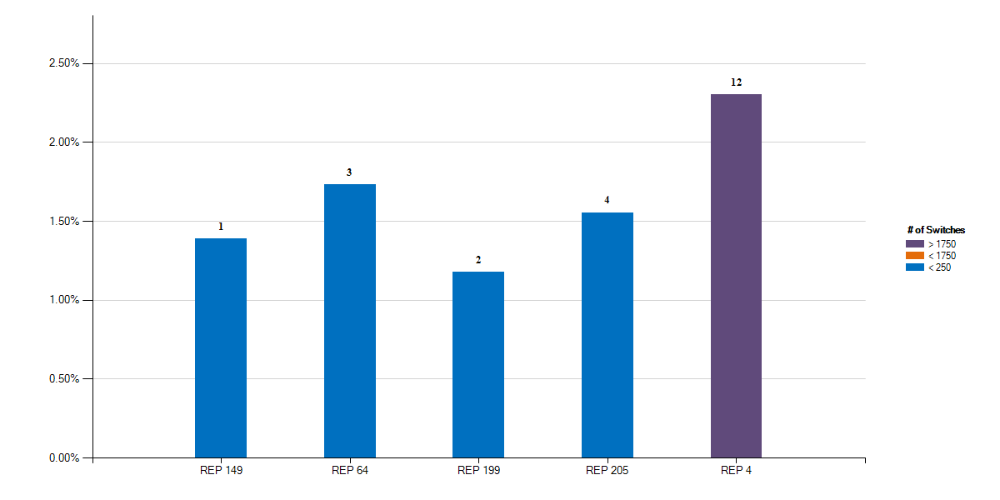 2.50%
2.00%
1.50%
1.00%
0.50%
0.00%
1
3
2
4
12
REP 149
REP 64
REP 199
REP 205
REP 4
# of Switches
> 1750
< 1750
< 250